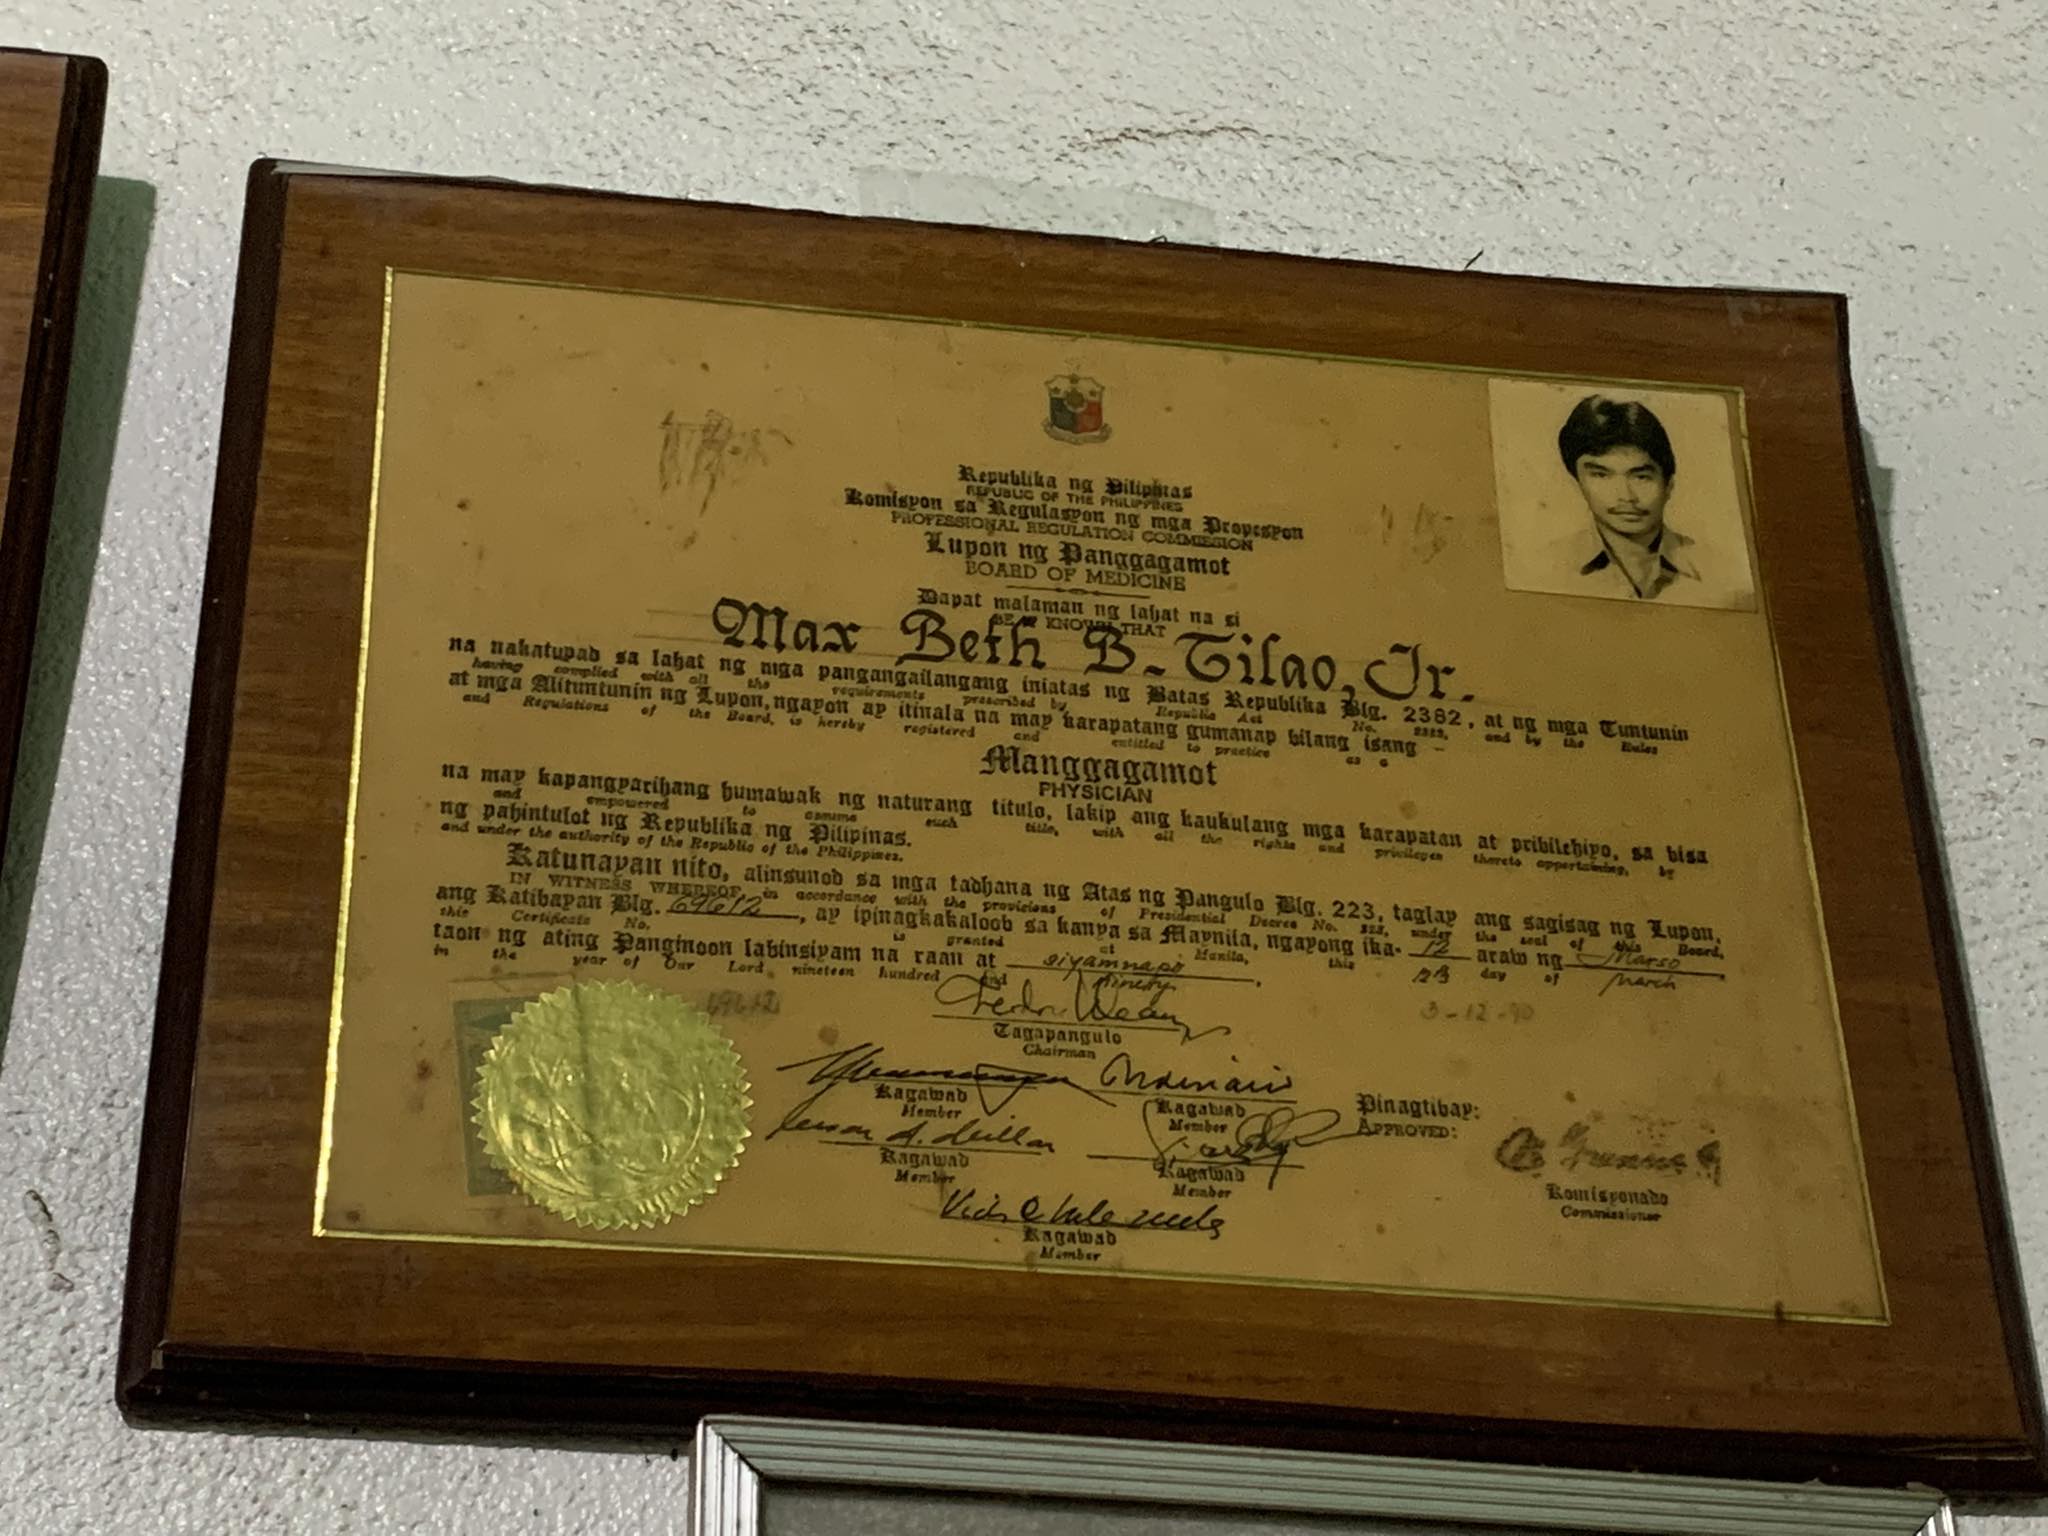 Republika ng Pilipinas
REPUBLIC OF THE PHILIPPINES
Komisyon sa Regulasyon ng mga Propesyon
PROFESSIONAL REGULATION COMMISSION
Lupon ng Panggagamot
BOARD OF MEDICINE
Dapat malaman ng lahat na si
BE IT KNOWN THAT
Max Beth B. Tilao, Jr.
na nakatupad sa lahat ng mga pangangailangang iniatas ng Batas Republika Blg. 2382, at ng mga Tuntunin
having complied with all the requirements prescribed by Republic Act No. 2382, and by the Rules
at mga Alituntunin ng Lupon, ngayon ay itinala na may karapatang gumanap bilang isang -
and Regulations of the Board, is hereby registered and entitled to practice as a
Manggagamot
PHYSICIAN
na may kapangyarihang humawak ng naturang titulo, lakip ang kaukulang mga karapatan at pribilehiyo, sa bisa
and empowered to assume such title, with all the rights and privileges thereto appertaining, by
ng pahintulot ng Republika ng Pilipinas.
and under the authority of the Republic of the Philippines.
Katunayan nito, alinsunod sa mga tadhana ng Atas ng Pangulo Blg. 223, taglay ang sagisag ng Lupon,
IN WITNESS WHEREOF, in accordance with the provisions of Presidential Decree No. 223, under the seal of this Board,
ang Katibayan Blg. 69612, ay ipinagkakaloob sa kanya sa Maynila, ngayong ika- 12 araw ng Marso
this Certificate No. is granted at Manila, this day of March
taon ng ating Panginoon labinsiyam na raan at siyamnapo.
in the year of Our Lord nineteen hundred and ninety.
69612
3-12-90
Tagapangulo
Chairman
Kagawad
Member
Kagawad
Member
Kagawad
Member
Kagawad
Member
Kagawad
Member
Pinagtibay:
APPROVED:
Komisyonado
Commissioner